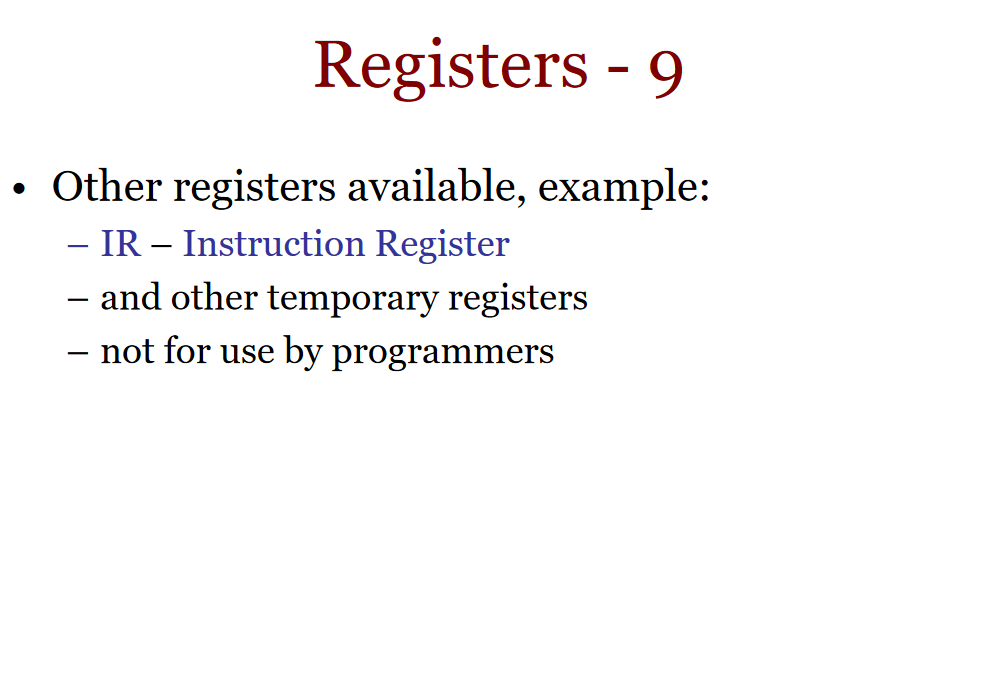 Registers - 9
• Other registers available, example:
– IR – Instruction Register
– and other temporary registers
– not for use by programmers